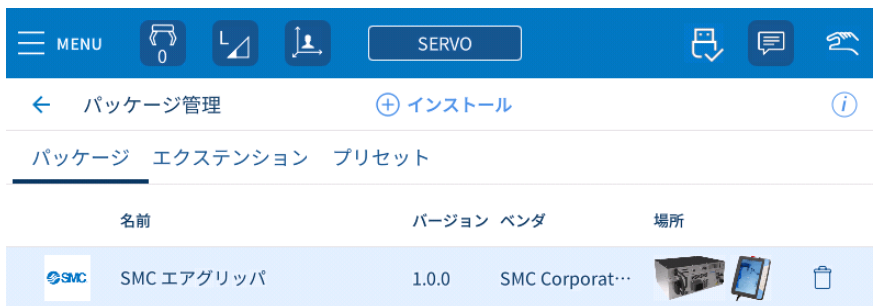 MENU 0 L SERVO
パッケージ管理 インストール i
パッケージ エクステンション プリセット
名前 バージョン ベンダ 場所
SMC SMC エアグリッパ 1.0.0 SMC Corporat⋯